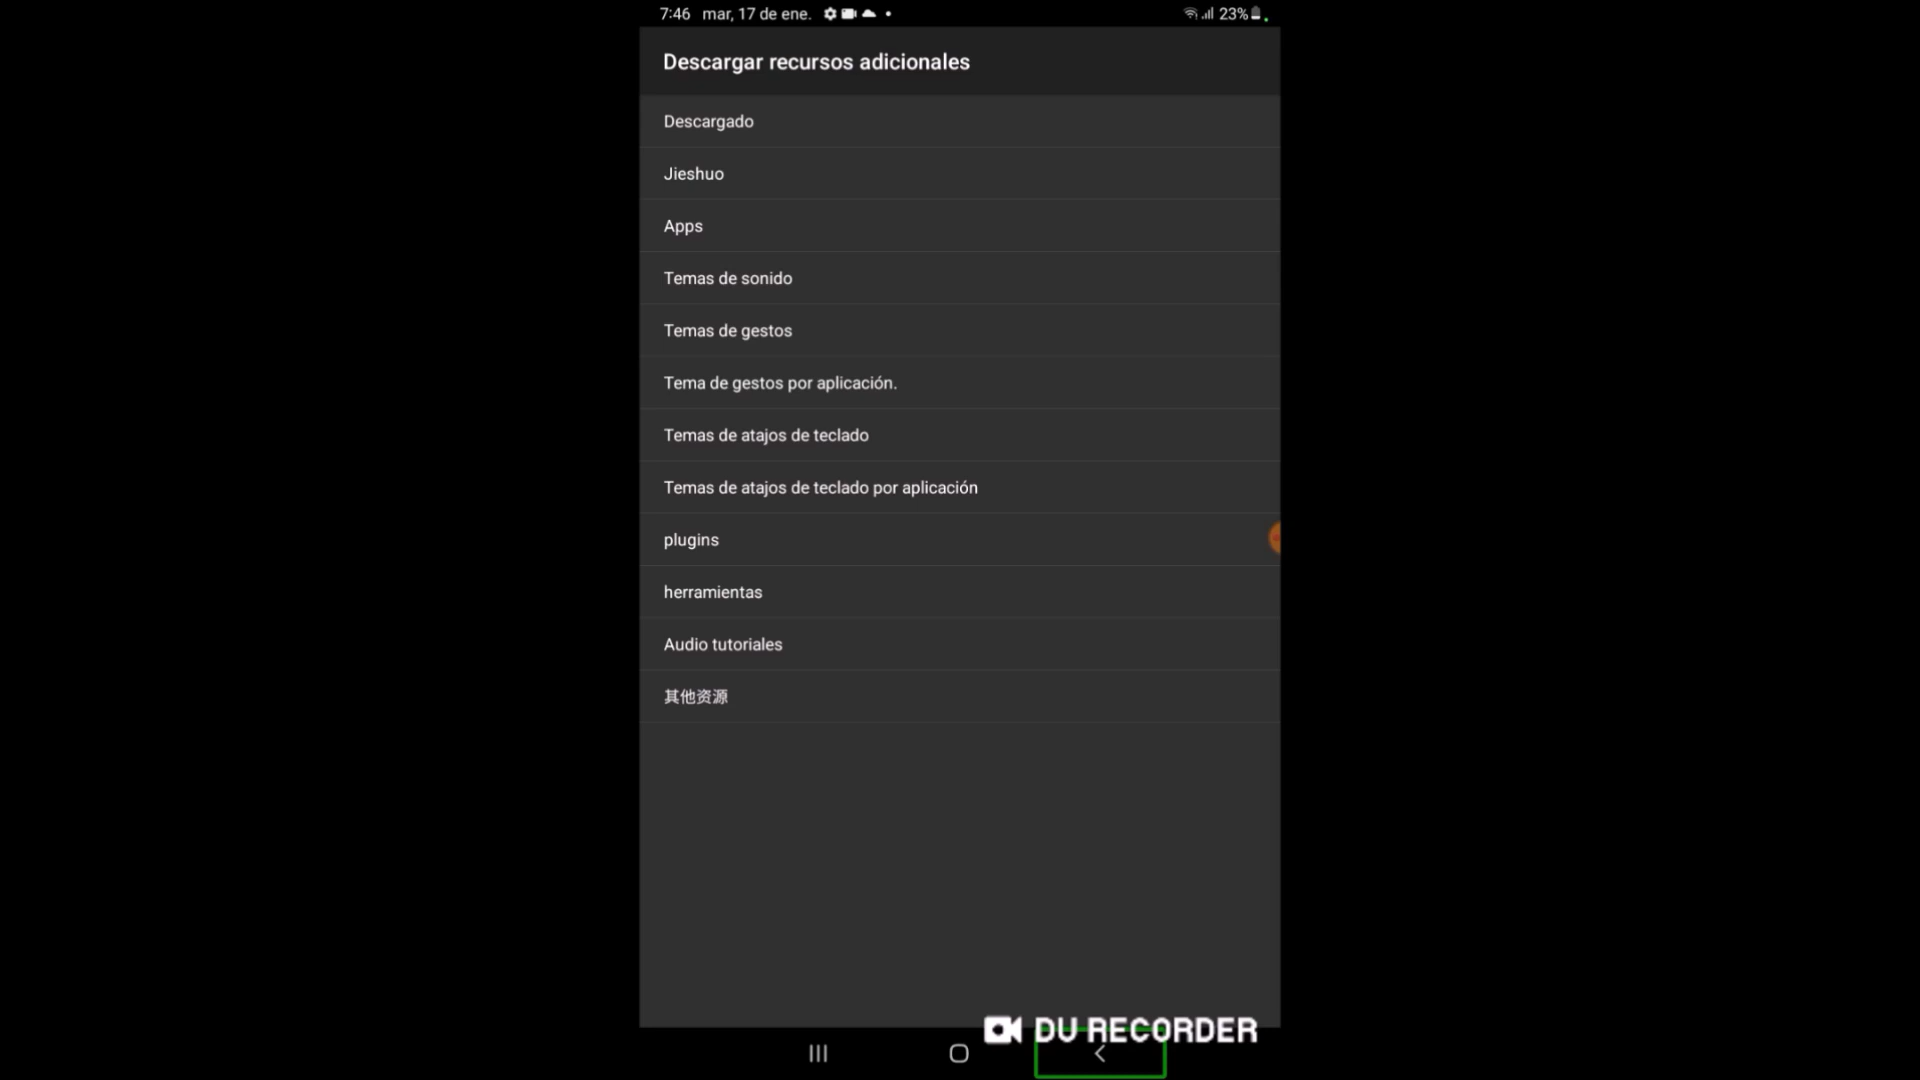 7:46 mar, 17 de ene. 23%
Descargar recursos adicionales
Descargado
Jieshuo
Apps
Temas de sonido
Temas de gestos
Tema de gestos por aplicación.
Temas de atajos de teclado
Temas de atajos de teclado por aplicación
plugins
herramientas
Audio tutoriales
其他资源
DU RECORDER